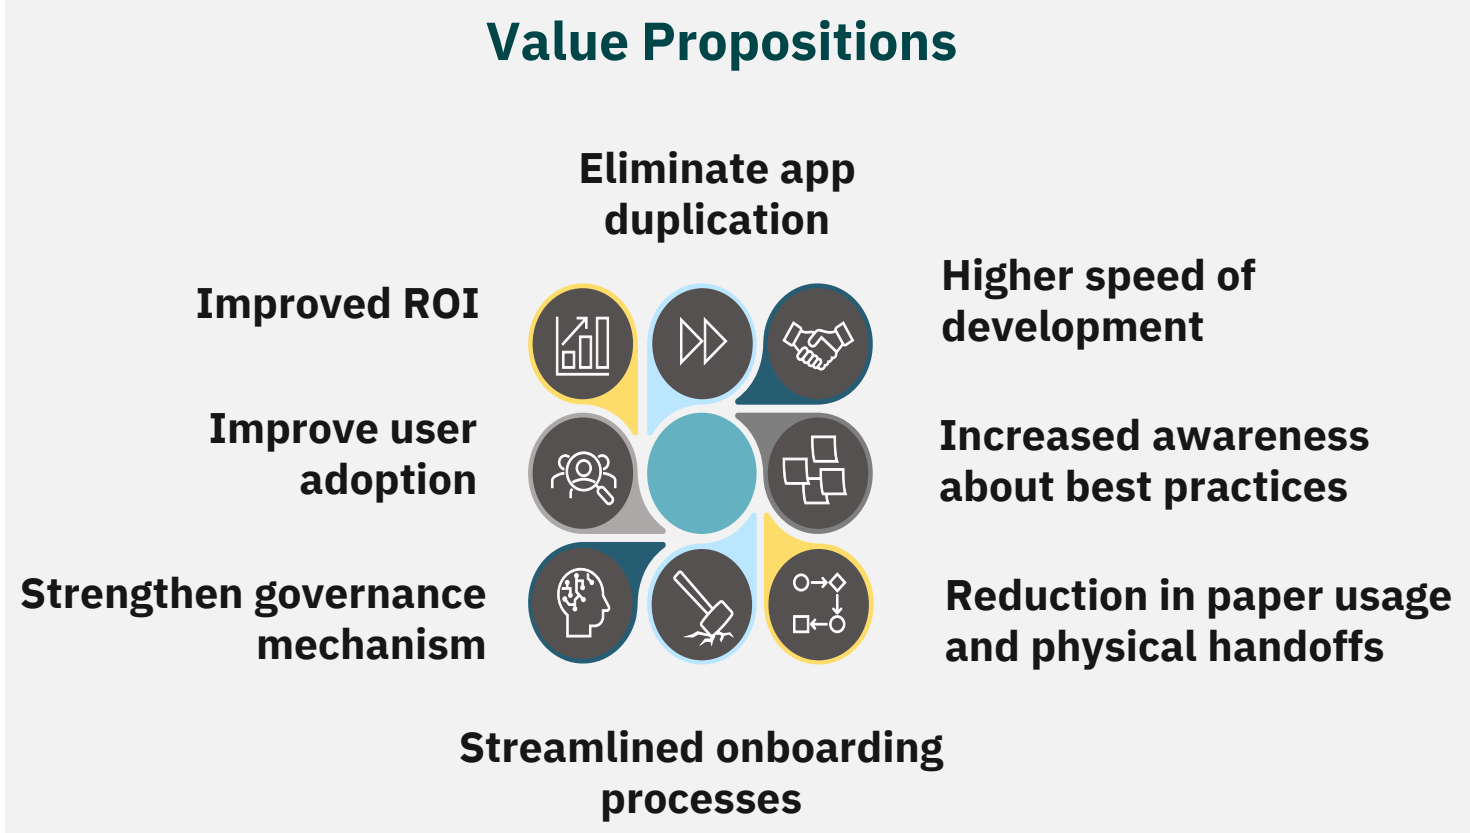 Value Propositions
Eliminate app
duplication
Improved ROI
Higher speed of
development
Improve user
adoption
Increased awareness
about best practices
Strengthen governance
mechanism
Reduction in paper usage
and physical handoffs
Streamlined onboarding
processes